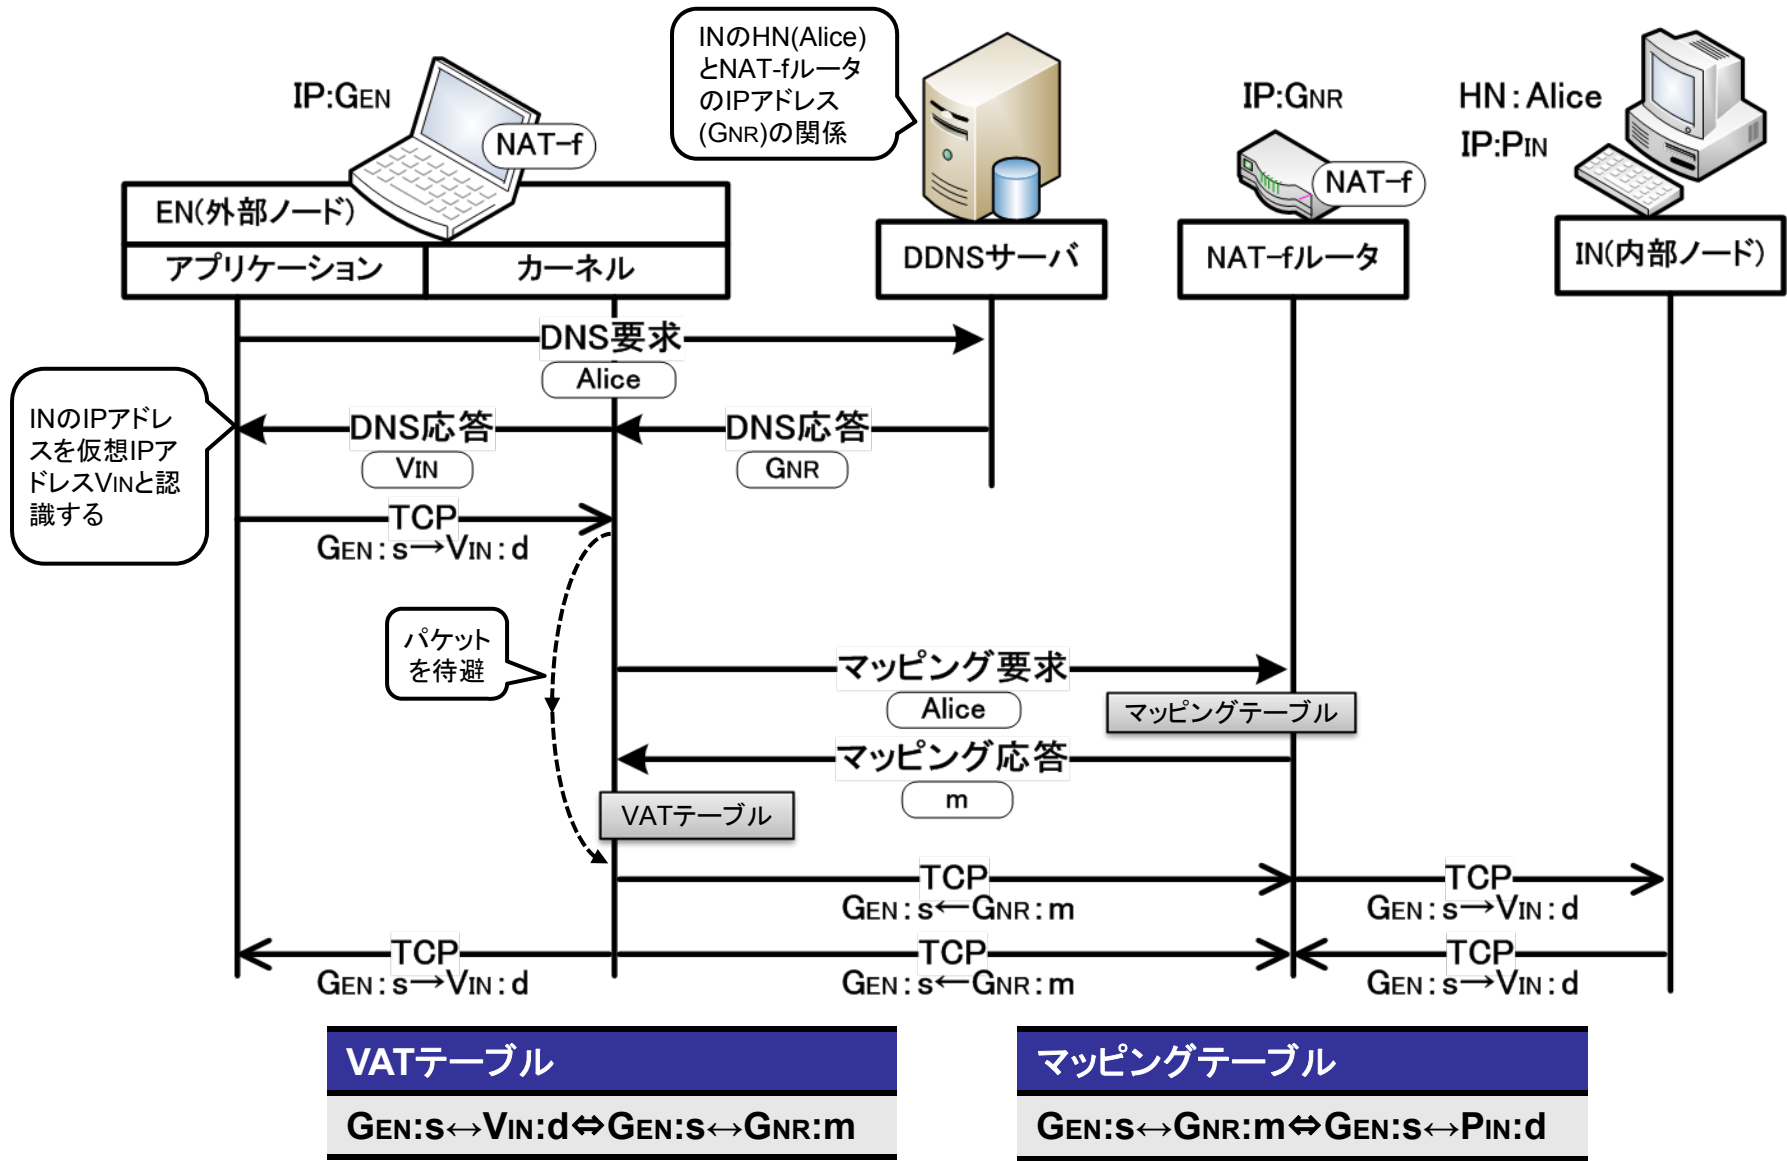 INのHN(Alice)
とNAT-fルータ
のIPアドレス
(GNR)の関係
IP:GEN
NAT-f
IP:GNR
NAT-f
HN:Alice
IP:PIN
EN(外部ノード)
アプリケーション
カーネル
DDNSサーバ
NAT-fルータ
IN(内部ノード)
DNS要求
Alice
INのIPアドレ
スを仮想IPア
ドレスVINと認
識する
DNS応答
VIN
DNS応答
GNR
TCP
GEN:s→VIN:d
パケット
を待避
マッピング要求
Alice
マッピングテーブル
マッピング応答
m
VATテーブル
TCP
GEN:s←GNR:m
TCP
GEN:s→VIN:d
TCP
GEN:s→VIN:d
TCP
GEN:s←GNR:m
TCP
GEN:s→VIN:d
VATテーブル
GEN:s↔VIN:d⇔GEN:s↔GNR:m
マッピングテーブル
GEN:s↔GNR:m⇔GEN:s↔PIN:d